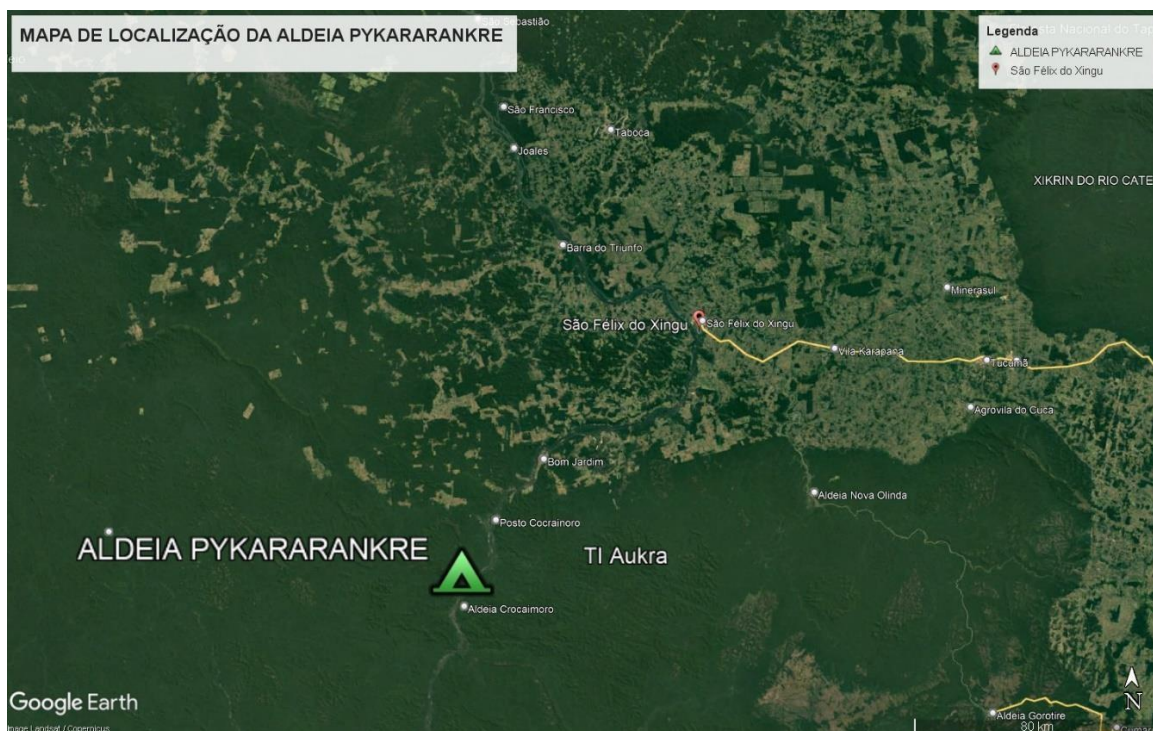 São Sebastião
MAPA DE LOCALIZAÇÃO DA ALDEIA PYKARARANKRE
Legenda
ALDEIA PYKARARANKRE
São Félix do Xingu
São Francisco
Taboca
Joales
XIKRIN DO RIO CATE
Barra do Triunfo
Minerasul
São Félix do Xingu
São Félix do Xingu
Vila Karapanã
Tucumã
Agrovila do Cuca
Bom Jardim
Aldeia Nova Olinda
Posto Cocrainoro
ALDEIA PYKARARANKRE
TI Aukra
Aldeia Crocaimoro
N
Google Earth
Aldeia Gorotire
80 km
Image Landsat / Copernicus